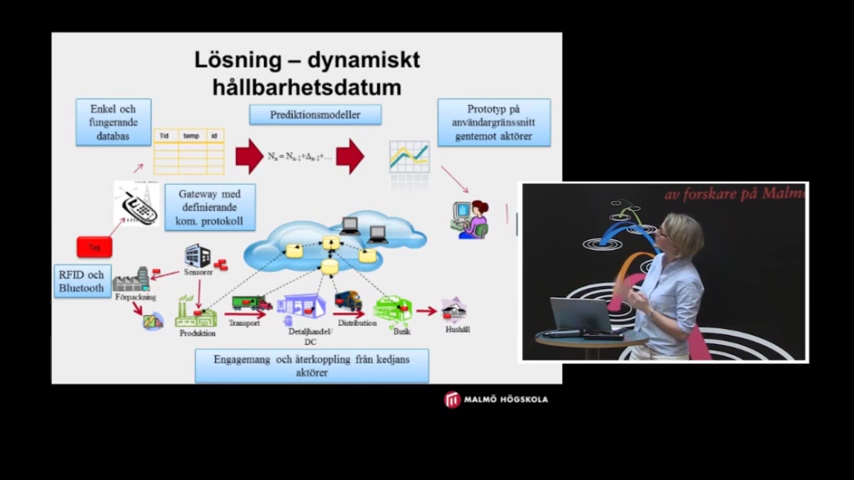 Lösning – dynamiskt
hållbarhetsdatum
Enkel och
fungerande
databas
Prediktionsmodeller
Prototyp på
användargränssnitt
gentemot aktörer
Tid temp id
Gateway med
definierande
kom. protokoll
av forskare på Malmö
Tag
RFID och
Bluetooth
Sensorer
Förpackning
Produktion
Transport
Detaljhandel/
DC
Distribution
Butik
Hushåll
Engagemang och återkoppling från kedjans
aktörer
MALMÖ HÖGSKOLA